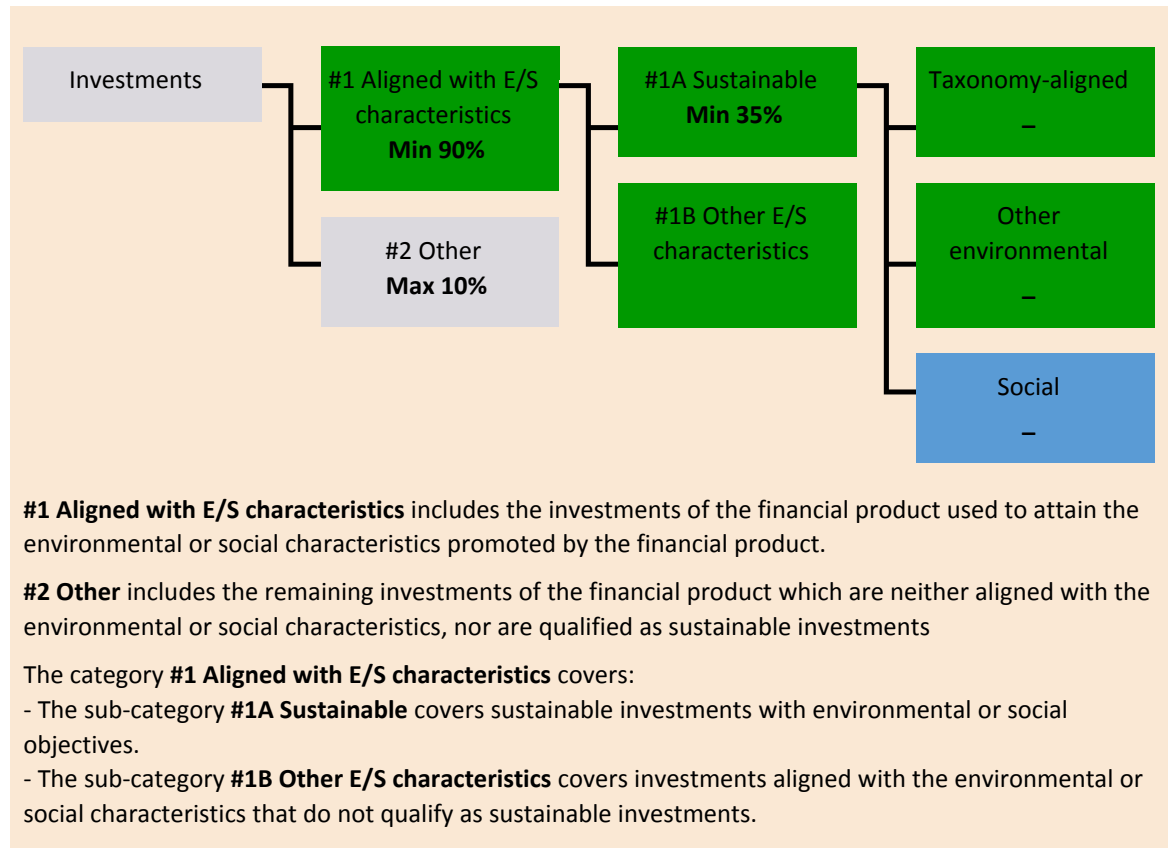 Investments
#1 Aligned with E/S
characteristics
Min 90%
#2 Other
Max 10%
#1A Sustainable
Min 35%
#1B Other E/S
characteristics
Taxonomy-aligned
–
Other
environmental
–
Social
–
#1 Aligned with E/S characteristics includes the investments of the financial product used to attain the
environmental or social characteristics promoted by the financial product.
#2 Other includes the remaining investments of the financial product which are neither aligned with the
environmental or social characteristics, nor are qualified as sustainable investments
The category #1 Aligned with E/S characteristics covers:
- The sub-category #1A Sustainable covers sustainable investments with environmental or social
objectives.
- The sub-category #1B Other E/S characteristics covers investments aligned with the environmental or
social characteristics that do not qualify as sustainable investments.